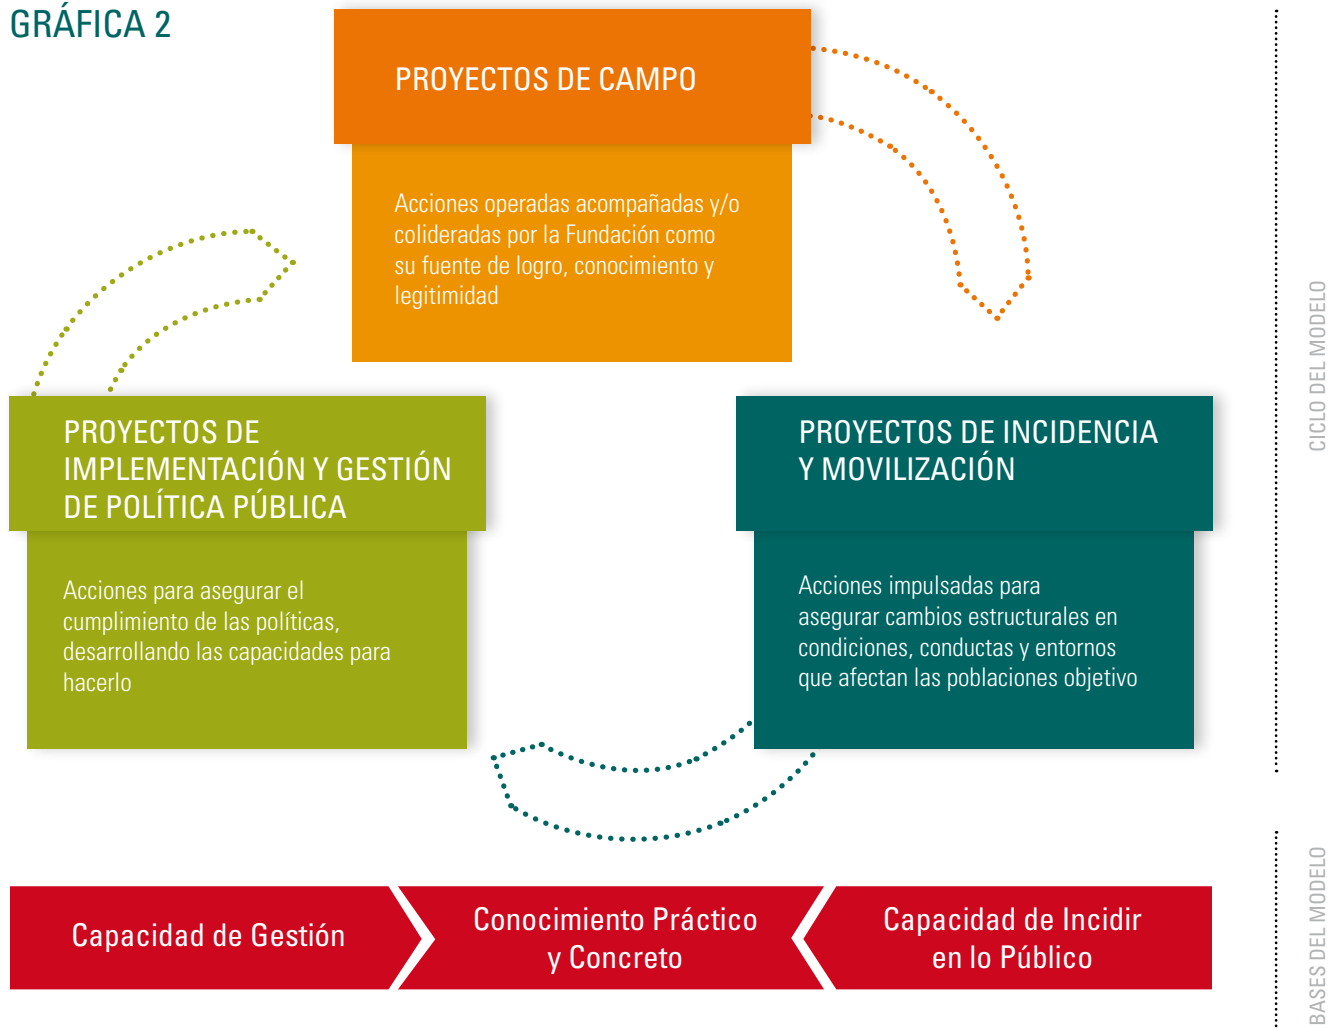 GRÁFICA 2
PROYECTOS DE CAMPO
Acciones operadas acompañadas y/o
colideradas por la Fundación como
su fuente de logro, conocimiento y
legitimidad
PROYECTOS DE
IMPLEMENTACIÓN Y GESTIÓN
DE POLÍTICA PÚBLICA
Acciones para asegurar el
cumplimiento de las políticas,
desarrollando las capacidades para
hacerlo
PROYECTOS DE INCIDENCIA
Y MOVILIZACIÓN
Acciones impulsadas para
asegurar cambios estructurales en
condiciones, conductas y entornos
que afectan las poblaciones objetivo
CICLO DEL MODELO
Capacidad de Gestión
Conocimiento Práctico
y Concreto
Capacidad de Incidir
en lo Público
BASES DEL MODELO